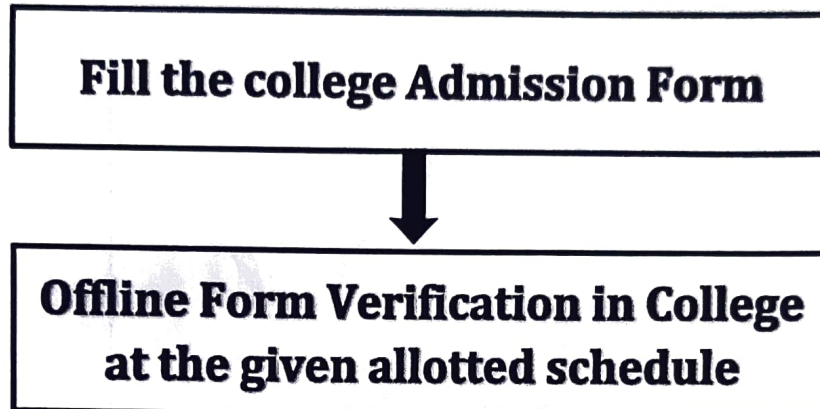 Fill the college Admission Form
Offline Form Verification in College
at the given allotted schedule